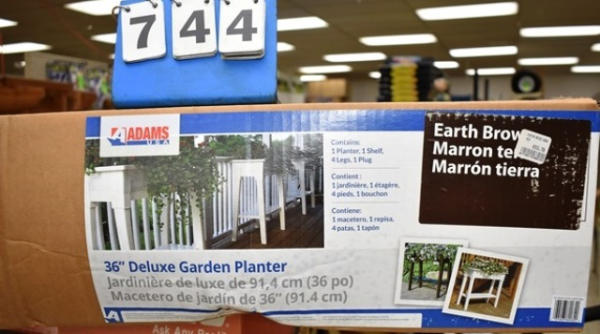 744
ADAMS
USA
Contains:
1 Planter, 1 Shelf,
4 Legs, 1 Plug
Contient :
1 jardinière, 1 étagère,
4 pieds, 1 bouchon
Contiene:
1 macetero, 1 repisa,
4 patas, 1 tapón
Earth Brow
Marron te
Marrón tierra
36" Deluxe Garden Planter
Jardinière de luxe de 91,4 cm (36 po)
Macetero de jardín de 36" (91.4 cm)
Ask Any